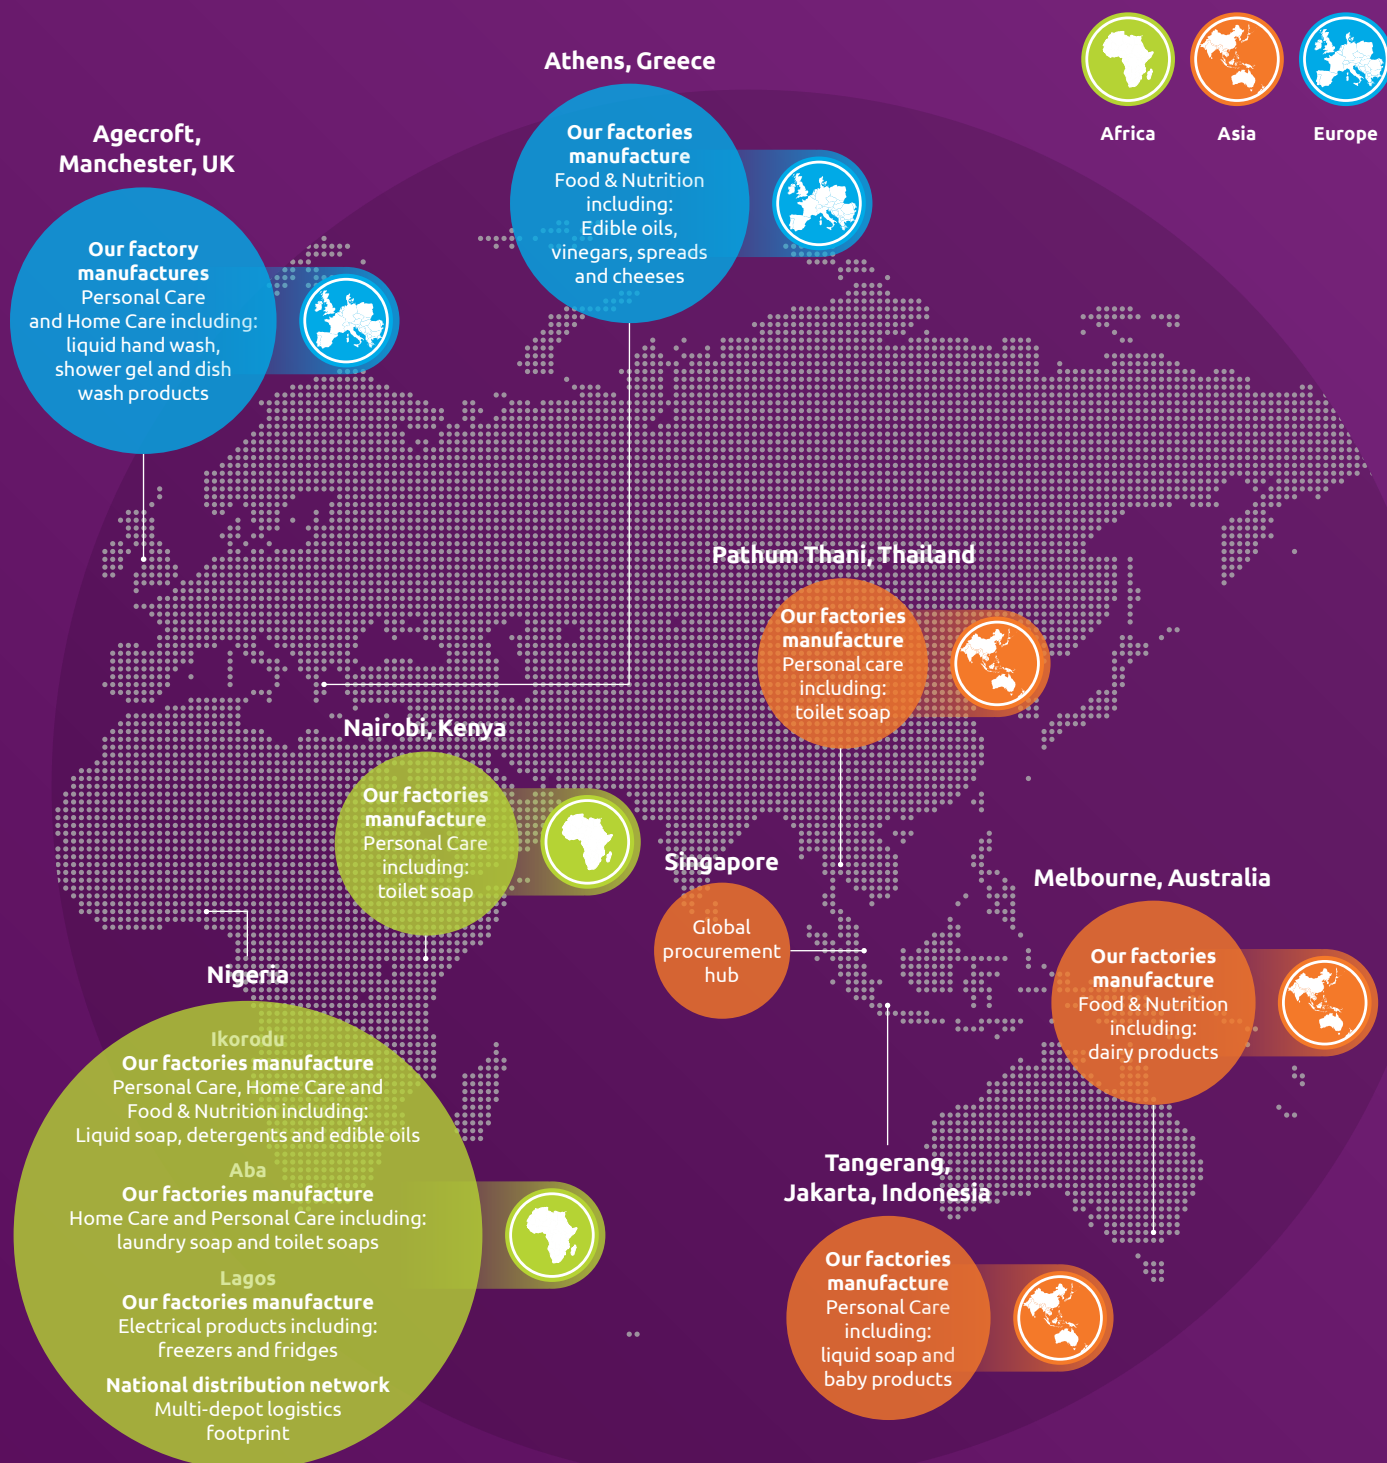 Africa
Asia
Europe
Athens, Greece
Our factories
manufacture
Food & Nutrition
including:
Edible oils,
vinegars, spreads
and cheeses
Agecroft,
Manchester, UK
Our factory
manufactures
Personal Care
and Home Care including:
liquid hand wash,
shower gel and dish
wash products
Pathum Thani, Thailand
Our factories
manufacture
Personal care
including:
toilet soap
Nairobi, Kenya
Our factories
manufacture
Personal Care
including:
toilet soap
Singapore
Global
procurement
hub
Melbourne, Australia
Our factories
manufacture
Food & Nutrition
including:
dairy products
Nigeria
Ikorodu
Our factories manufacture
Personal Care, Home Care and
Food & Nutrition including:
Liquid soap, detergents and edible oils
Aba
Our factories manufacture
Home Care and Personal Care including:
laundry soap and toilet soaps
Lagos
Our factories manufacture
Electrical products including:
freezers and fridges
National distribution network
Multi-depot logistics
footprint
Tangerang,
Jakarta, Indonesia
Our factories
manufacture
Personal Care
including:
liquid soap and
baby products